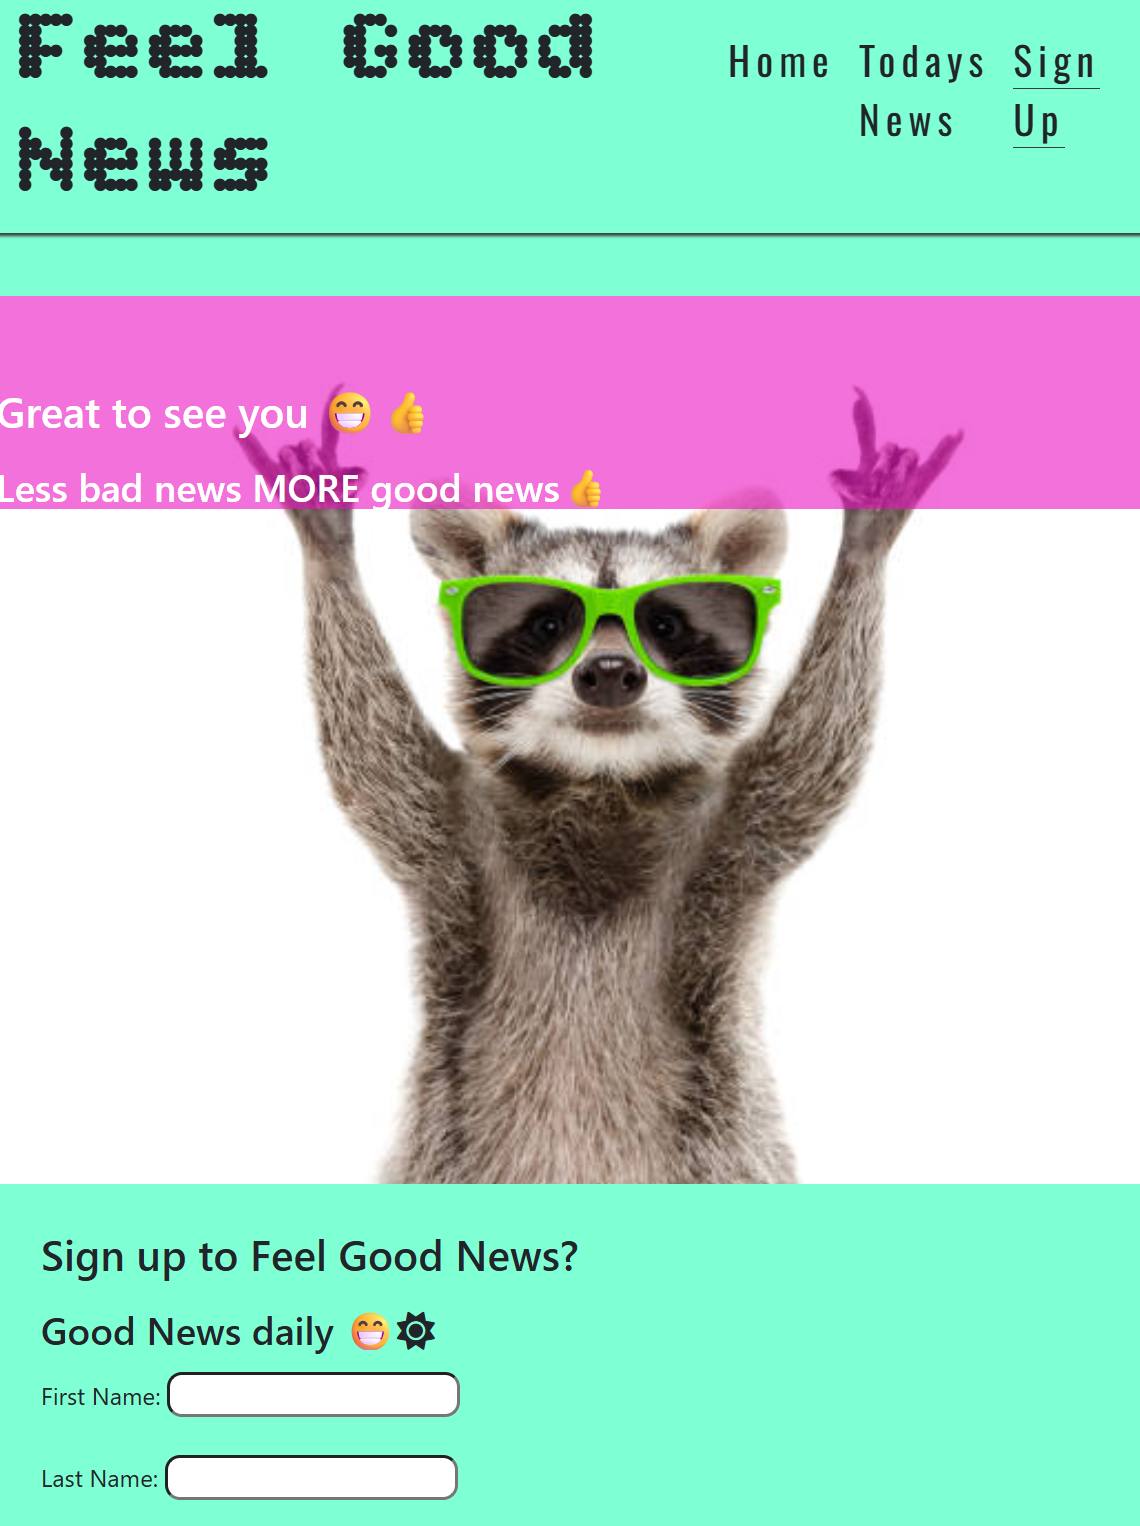 Feel Good
News
Home Todays Sign
News Up
Great to see you 😁 👍
Less bad news MORE good news 👍
Sign up to Feel Good News?
Good News daily 😁🌞
First Name:
Last Name: